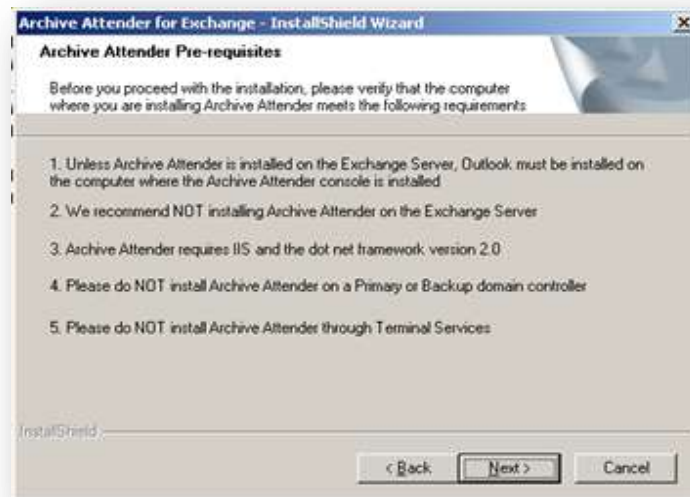 Archive Attender for Exchange - InstallShield Wizard
Archive Attender Pre-requisites
Before you proceed with the installation, please verify that the computer
where you are installing Archive Attender meets the following requirements
1. Unless Archive Attender is installed on the Exchange Server, Outlook must be installed on
the computer where the Archive Attender console is installed
2. We recommend NOT installing Archive Attender on the Exchange Server
3. Archive Attender requires IIS and the dot net framework version 2.0
4. Please do NOT install Archive Attender on a Primary or Backup domain controller
5. Please do NOT install Archive Attender through Terminal Services
InstallShield
< Back Next > Cancel